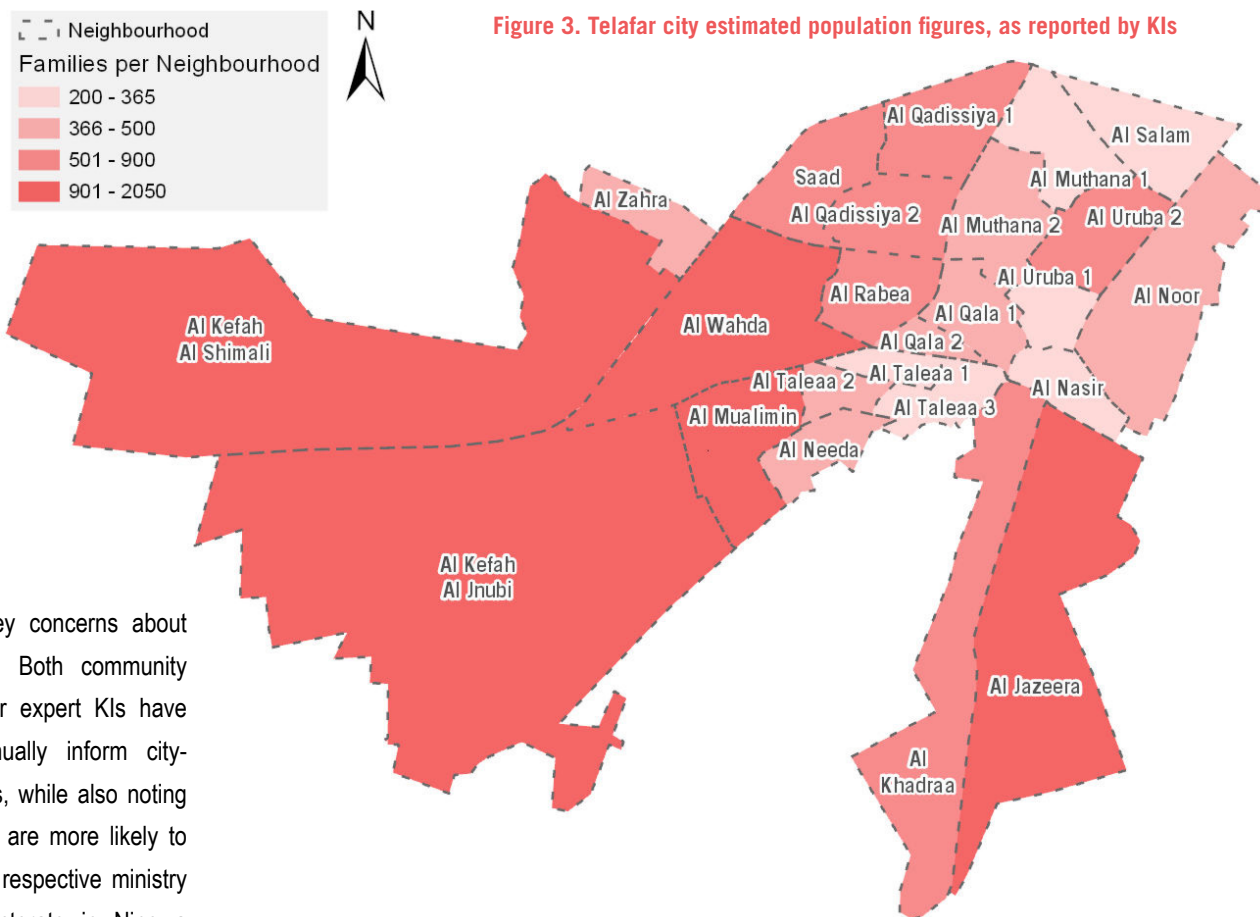 Figure 3. Telafar city estimated population figures, as reported by KIs
N
Neighbourhood
Families per Neighbourhood
200 - 365
366 - 500
501 - 900
901 - 2050
Al Qadissiya 1
Al Salam
Saad
Al Muthana 1
Al Zahra
Al Qadissiya 2
Al Muthana 2
Al Uruba 2
Al Uruba 1
Al Rabea
Al Noor
Al Kefah
Al Shimali
Al Wahda
Al Qala 1
Al Qala 2
Al Taleaa 2
Al Taleaa 1
Al Nasir
Al Mualimin
Al Taleaa 3
Al Needa
Al Kefah
Al Jnubi
Al Jazeera
Al
Khadraa
ey concerns about
Both community
r expert KIs have
nually inform city-
s, while also noting
are more likely to
respective ministry